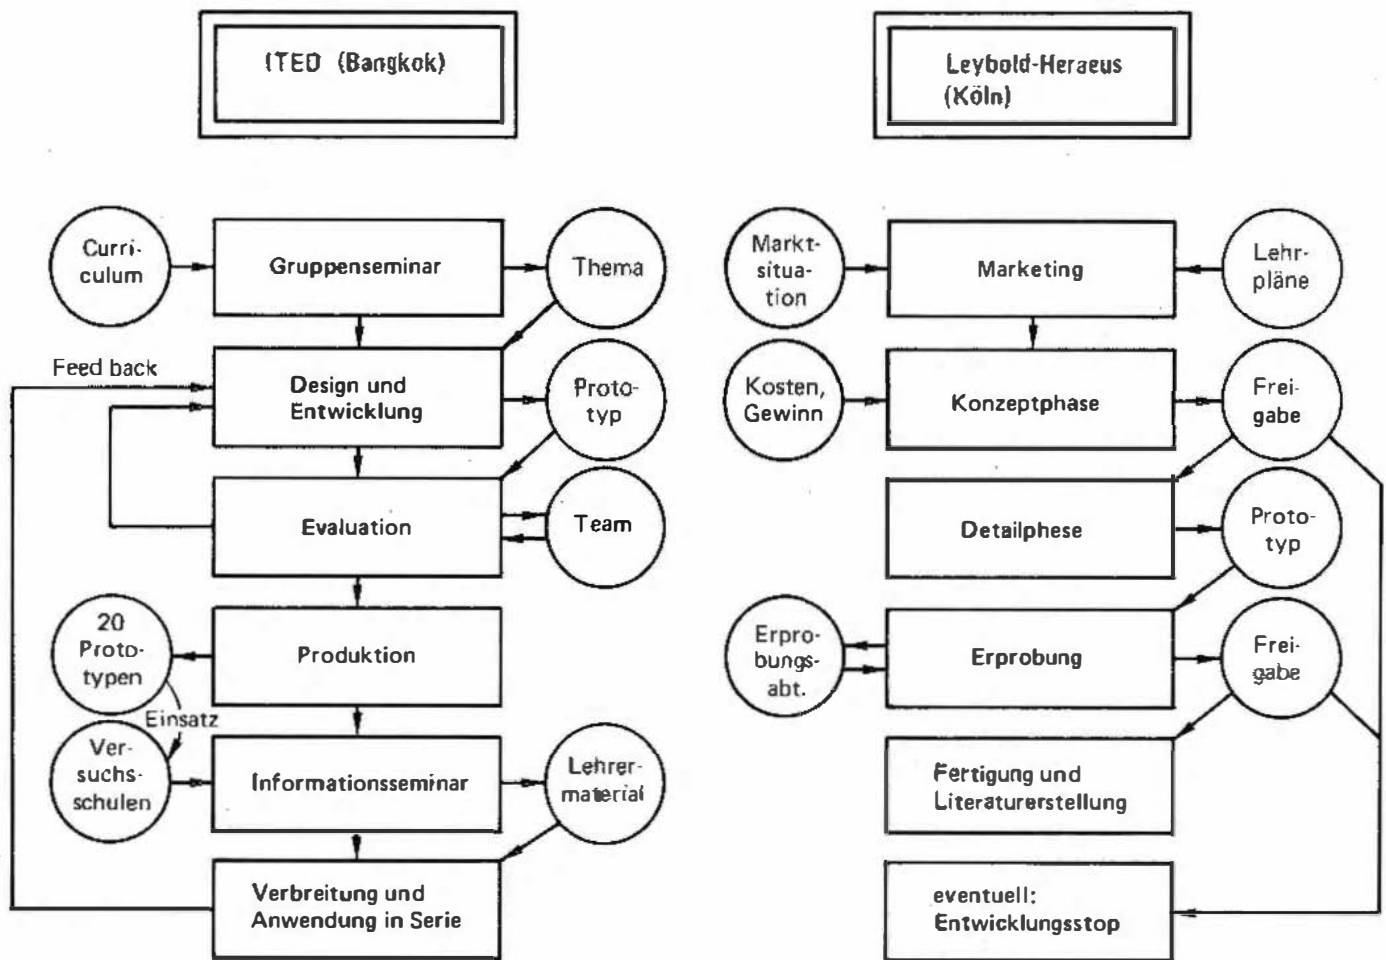 ITED (Bangkok)
Curri-
culum
Gruppenseminar
Thema
Feed back
Design und
Entwicklung
Proto-
typ
Evaluation
Team
20
Proto-
typen
Produktion
Einsatz
Ver-
suchs-
schulen
Informationsseminar
Lehrer-
material
Verbreitung und
Anwendung in Serie
Leybold-Heraeus
(Köln)
Markt-
situa-
tion
Marketing
Lehr-
pläne
Kosten,
Gewinn
Konzeptphase
Frei-
gabe
Detailphese
Proto-
typ
Erpro-
bungs-
abt.
Erprobung
Frei-
gabe
Fertigung und
Literaturerstellung
eventuell:
Entwicklungsstop